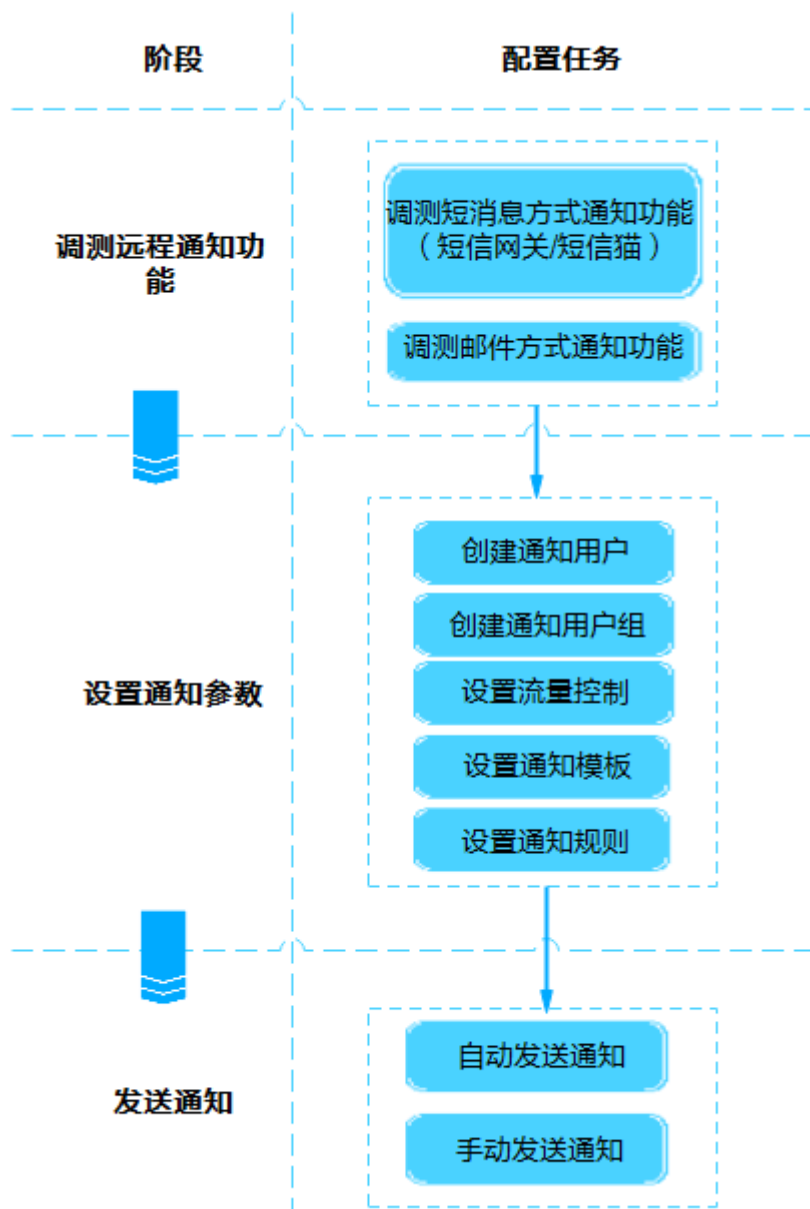 阶段
配置任务
调测远程通知功
能
调测短消息方式通知功能
（短信网关/短信猫）
调测邮件方式通知功能
设置通知参数
创建通知用户
创建通知用户组
设置流量控制
设置通知模板
设置通知规则
发送通知
自动发送通知
手动发送通知